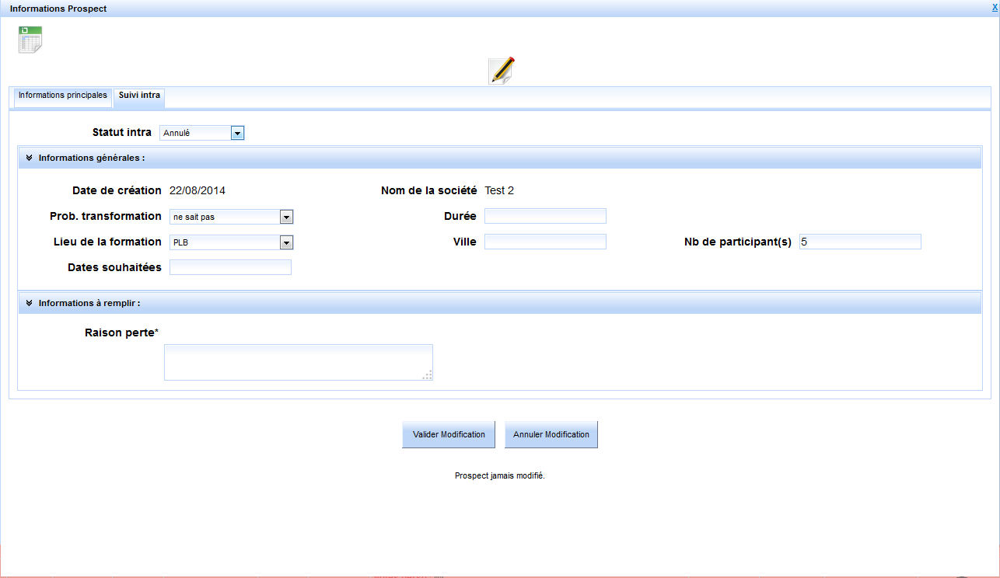 Informations Prospect X
Informations principales Suivi intra
Statut intra Annulé
Informations générales :
Date de création 22/08/2014 Nom de la société Test 2
Prob. transformation ne sait pas Durée
Lieu de la formation PLB Ville Nb de participant(s) 5
Dates souhaitées
Informations à remplir :
Raison perte*
Valider Modification Annuler Modification
Prospect jamais modifié.